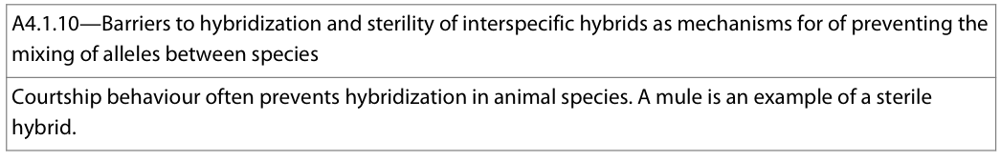 A4.1.10—Barriers to hybridization and sterility of interspecific hybrids as mechanisms for of preventing the
mixing of alleles between species
Courtship behaviour often prevents hybridization in animal species. A mule is an example of a sterile
hybrid.